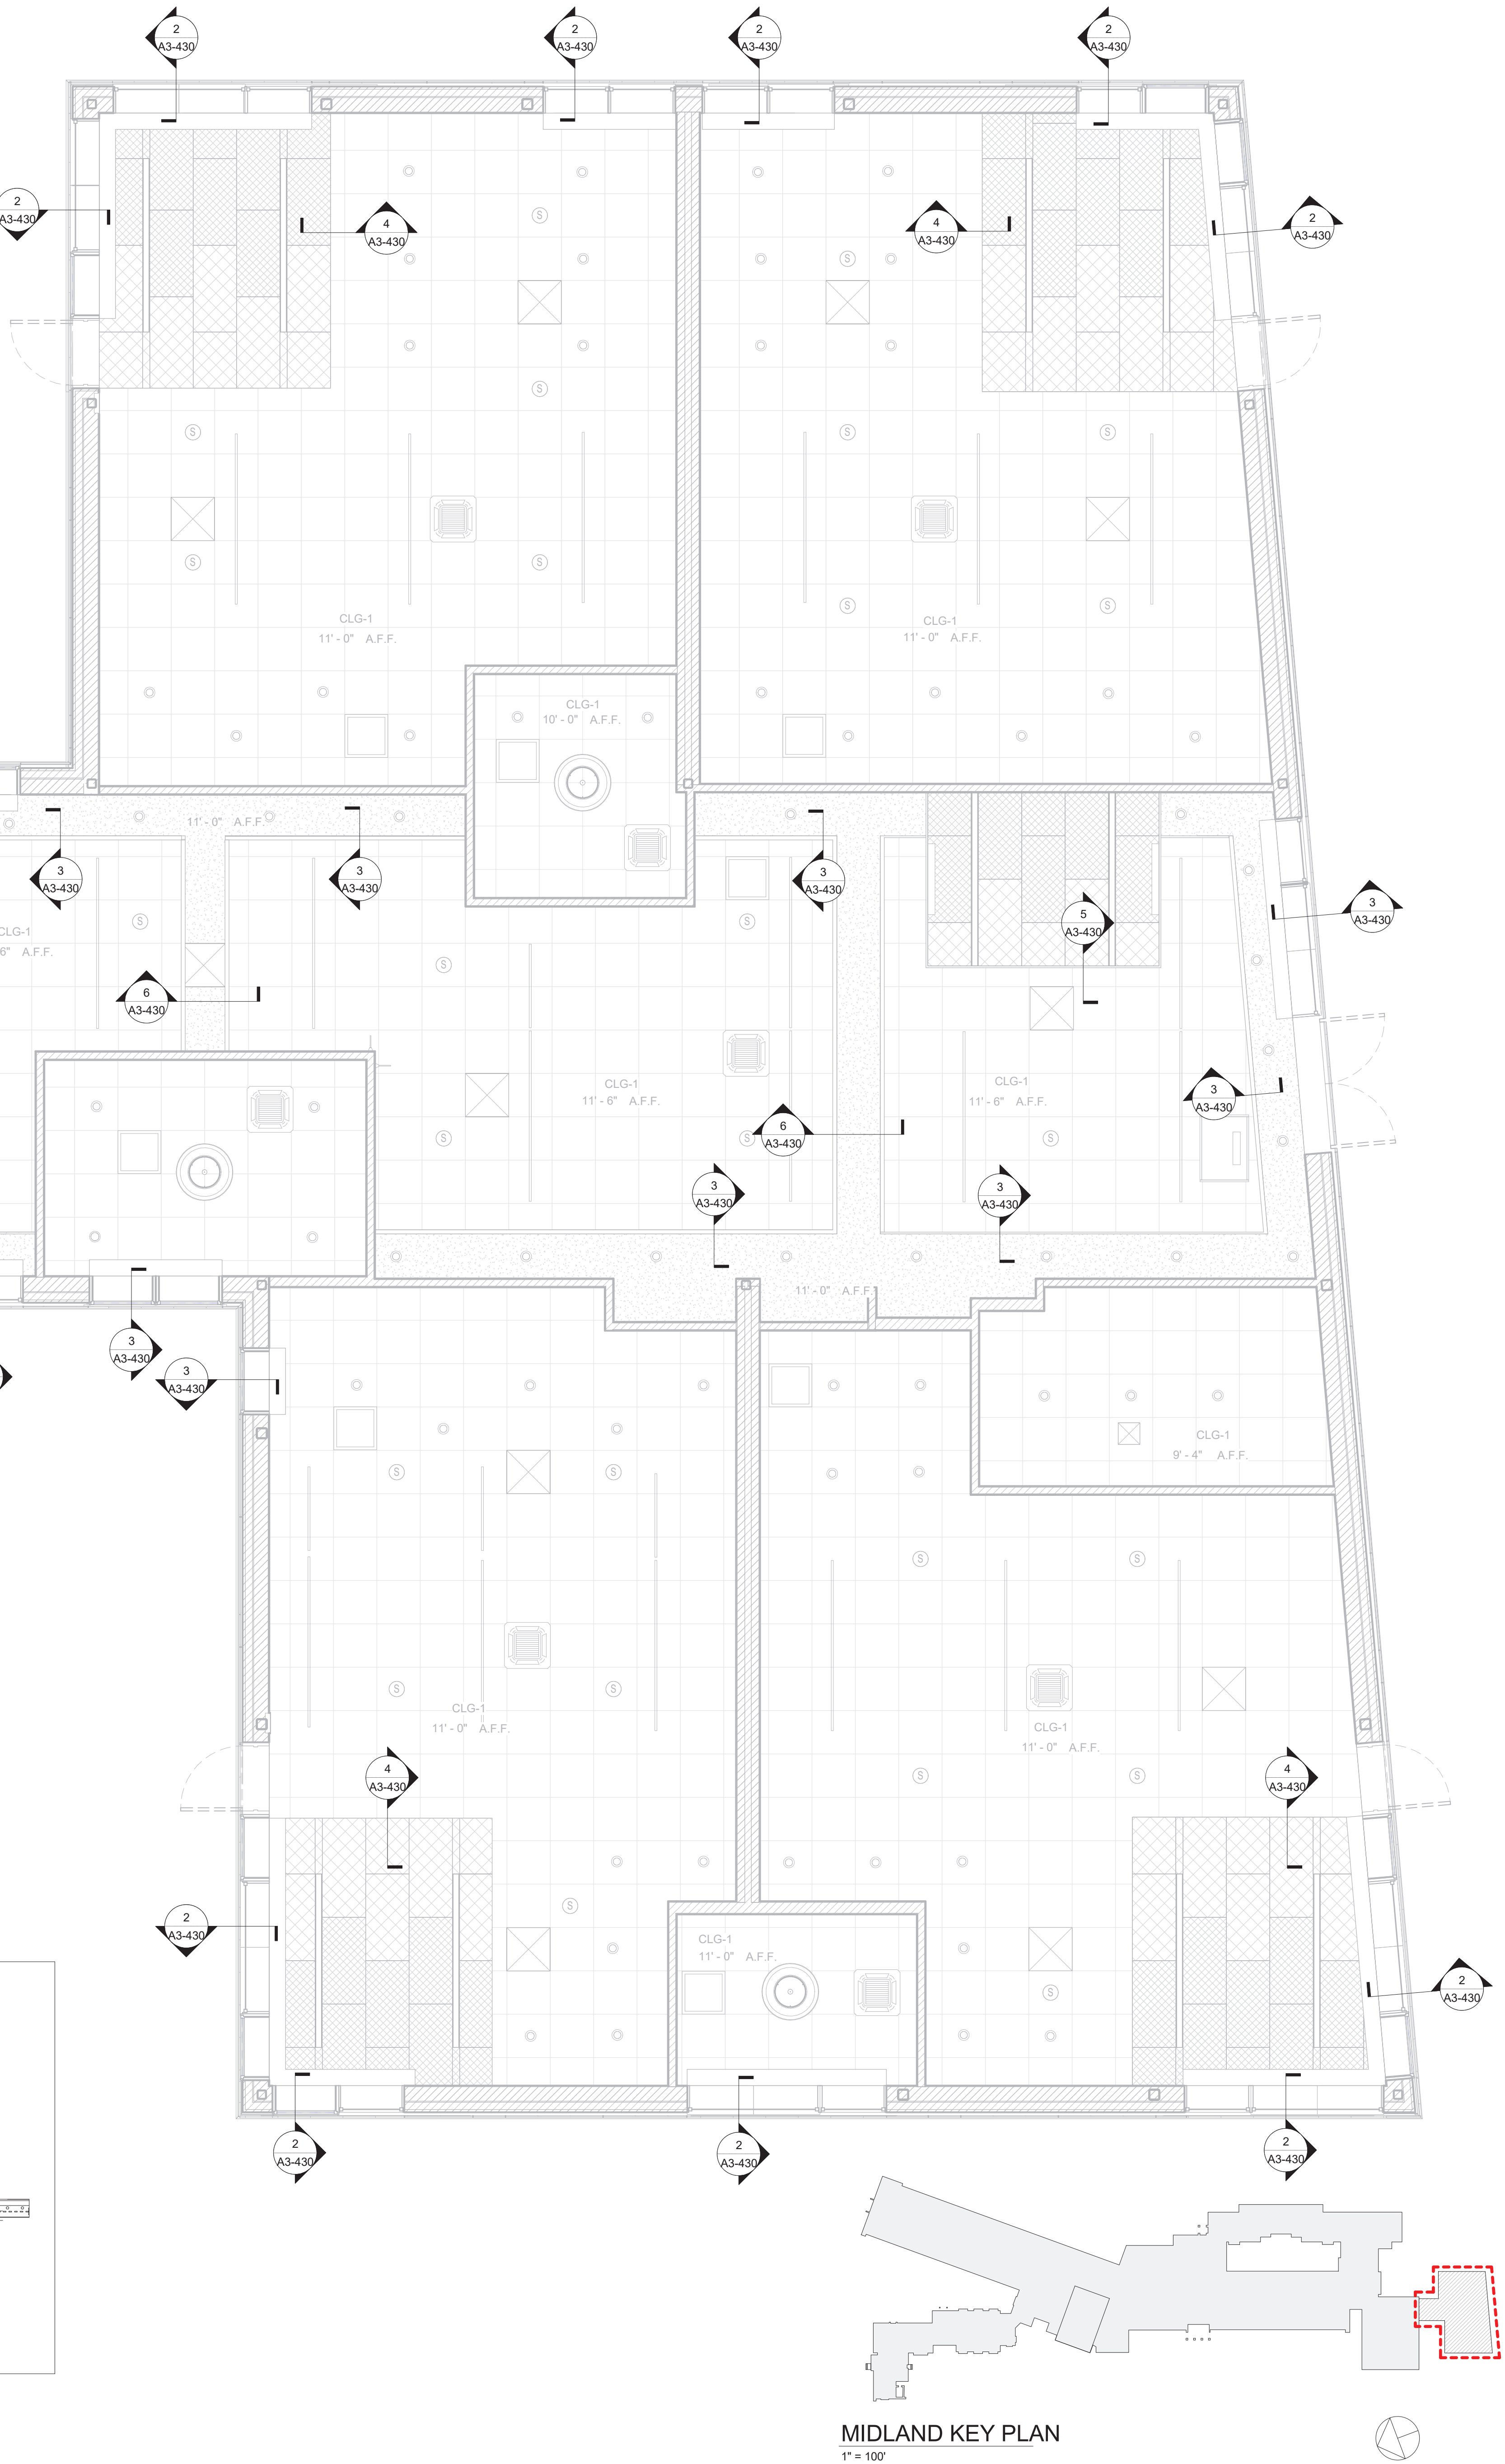 2
A3-430
2
A3-430
2
A3-430
2
A3-430
2
A3-430
4
A3-430
4
A3-430
2
A3-430
S
S
S
S
S
S
S
S
S
S
CLG-1
11' - 0" A.F.F.
CLG-1
11' - 0" A.F.F.
CLG-1
10' - 0" A.F.F.
11' - 0" A.F.F.
3
A3-430
3
A3-430
3
A3-430
5
A3-430
3
A3-430
S
S
CLG-1
6" A.F.F.
S
6
A3-430
CLG-1
11' - 6" A.F.F.
CLG-1
11' - 6" A.F.F.
3
A3-430
S
S
6
A3-430
S
3
A3-430
3
A3-430
11' - 0" A.F.F.
3
A3-430
3
A3-430
CLG-1
9' - 4" A.F.F.
S
S
S
S
S
S
CLG-1
11' - 0" A.F.F.
CLG-1
11' - 0" A.F.F.
4
A3-430
S
S
4
A3-430
2
A3-430
S
CLG-1
11' - 0" A.F.F.
S
2
A3-430
2
A3-430
2
A3-430
2
A3-430
MIDLAND KEY PLAN
1" = 100'